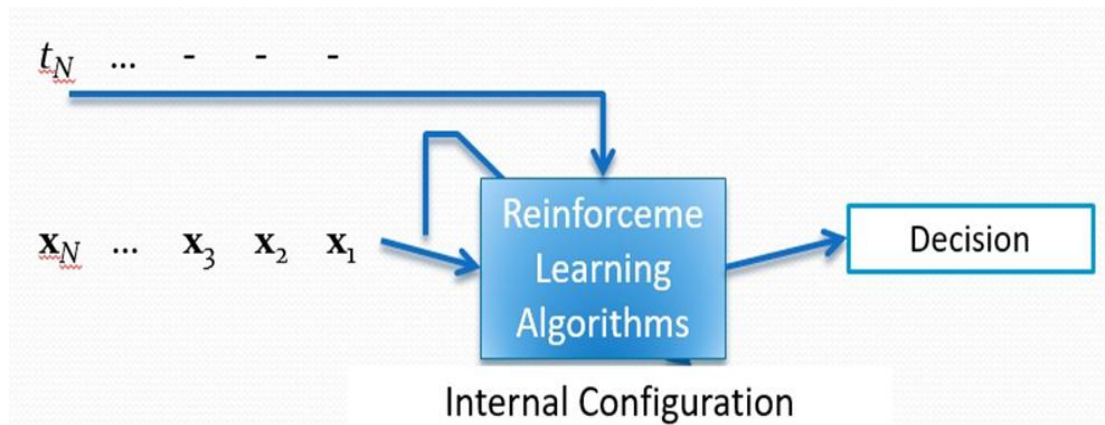 t_N ... - - -
x_N ... x_3 x_2 x_1
Reinforceme
Learning
Algorithms
Decision
Internal Configuration